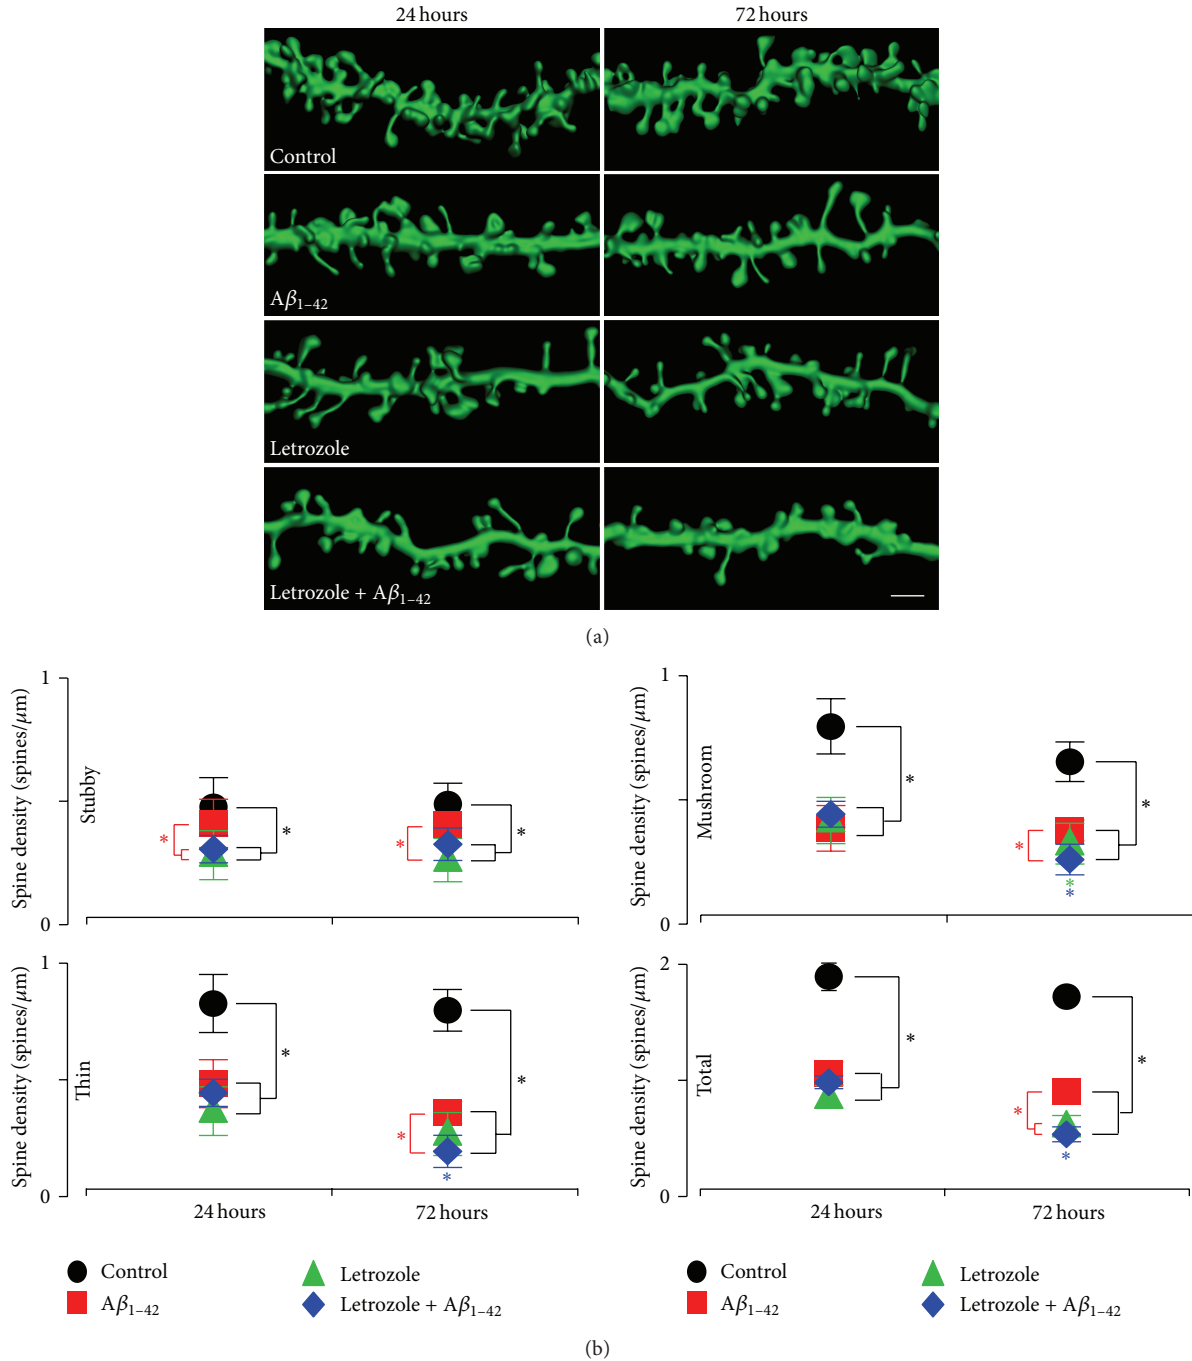 24 hours 72 hours
Control
Aβ1–42
Letrozole
Letrozole + Aβ1–42
(a)
1
0
Spine density (spines/μm)
Stubby
*
*
*
*
1
0
Spine density (spines/μm)
Mushroom
*
*
*
*
*
1
0
Spine density (spines/μm)
Thin
*
*
*
*
24 hours 72 hours
2
0
Spine density (spines/μm)
Total
*
*
*
*
24 hours 72 hours
Control
Aβ1–42
Letrozole
Letrozole + Aβ1–42
Control
Aβ1–42
Letrozole
Letrozole + Aβ1–42
(b)